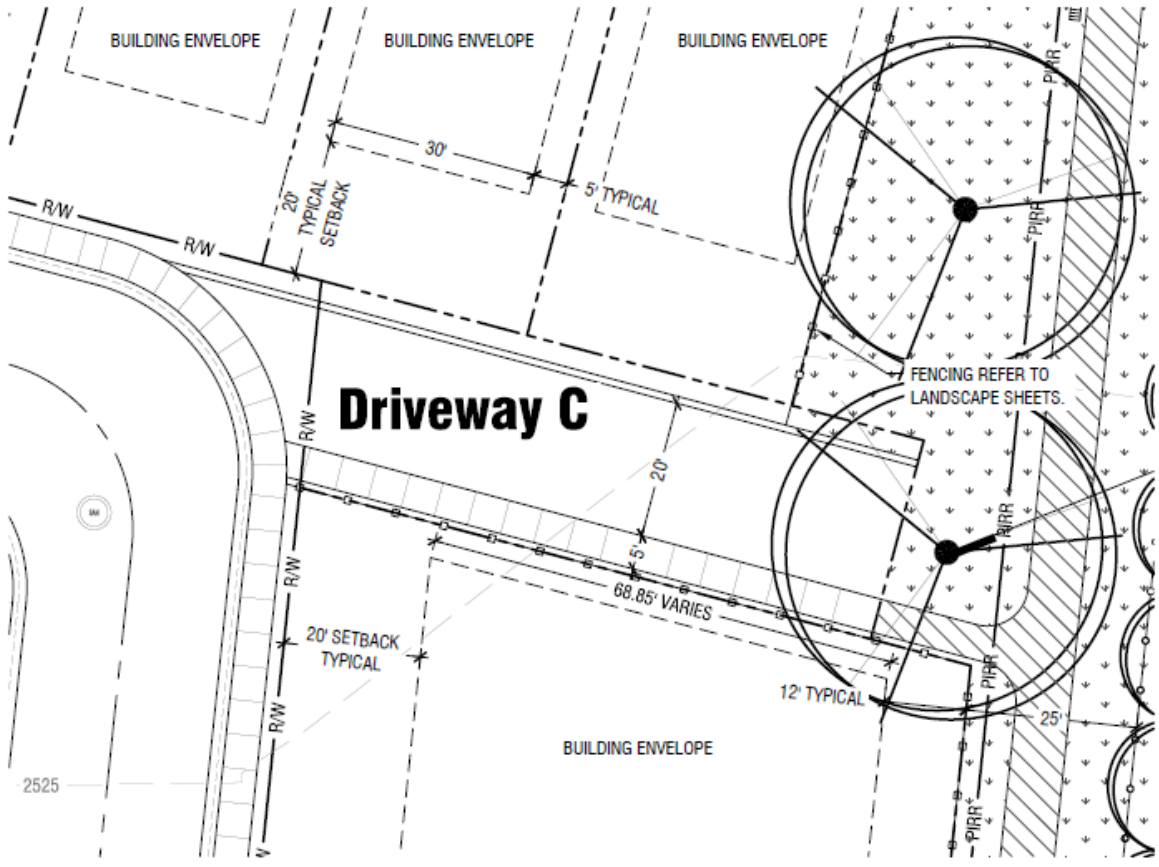 BUILDING ENVELOPE
BUILDING ENVELOPE
BUILDING ENVELOPE
PIRR
30'
5' TYPICAL
20'
TYPICAL
SETBACK
R/W
R/W
PIRR
FENCING REFER TO
LANDSCAPE SHEETS.
Driveway C
R/W
20'
PIRR
5'
68.85' VARIES
R/W
20' SETBACK
TYPICAL
PIRR
12' TYPICAL
25'
R/W
BUILDING ENVELOPE
2525
PIRR